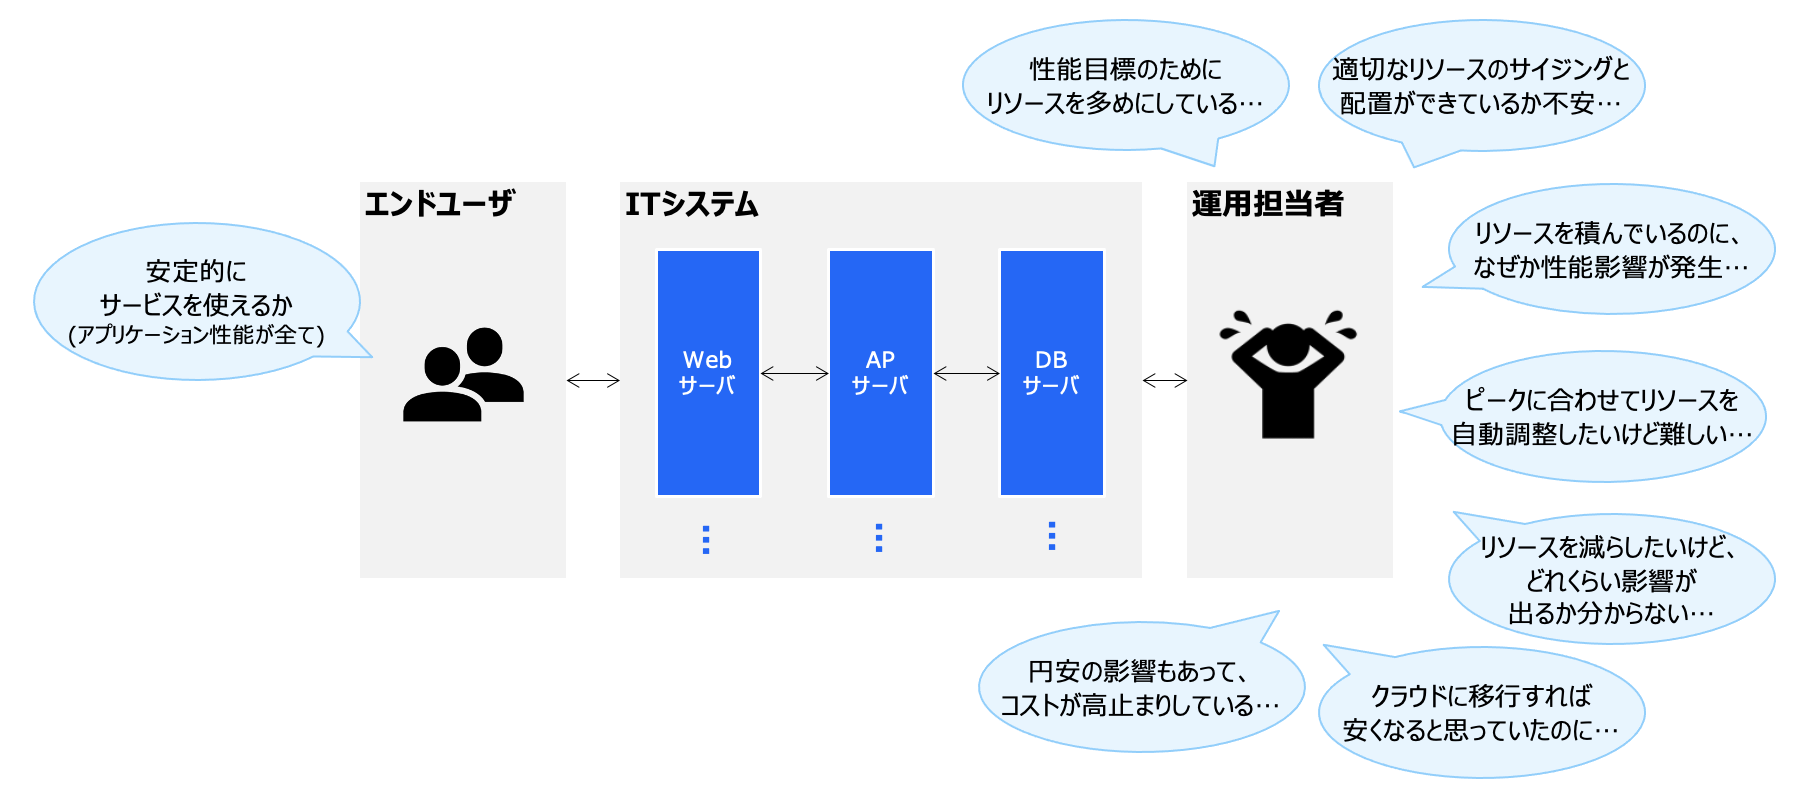 性能目標のために
リソースを多めにしている…
適切なリソースのサイジングと
配置ができているか不安…
エンドユーザ
ITシステム
運用担当者
安定的に
サービスを使えるか
(アプリケーション性能が全て)
Web
サーバ
AP
サーバ
DB
サーバ
リソースを積んでいるのに、
なぜか性能影響が発生…
ピークに合わせてリソースを
自動調整したいけど難しい…
リソースを減らしたいけど、
どれくらい影響が
出るか分からない…
円安の影響もあって、
コストが高止まりしている…
クラウドに移行すれば
安くなると思っていたのに…